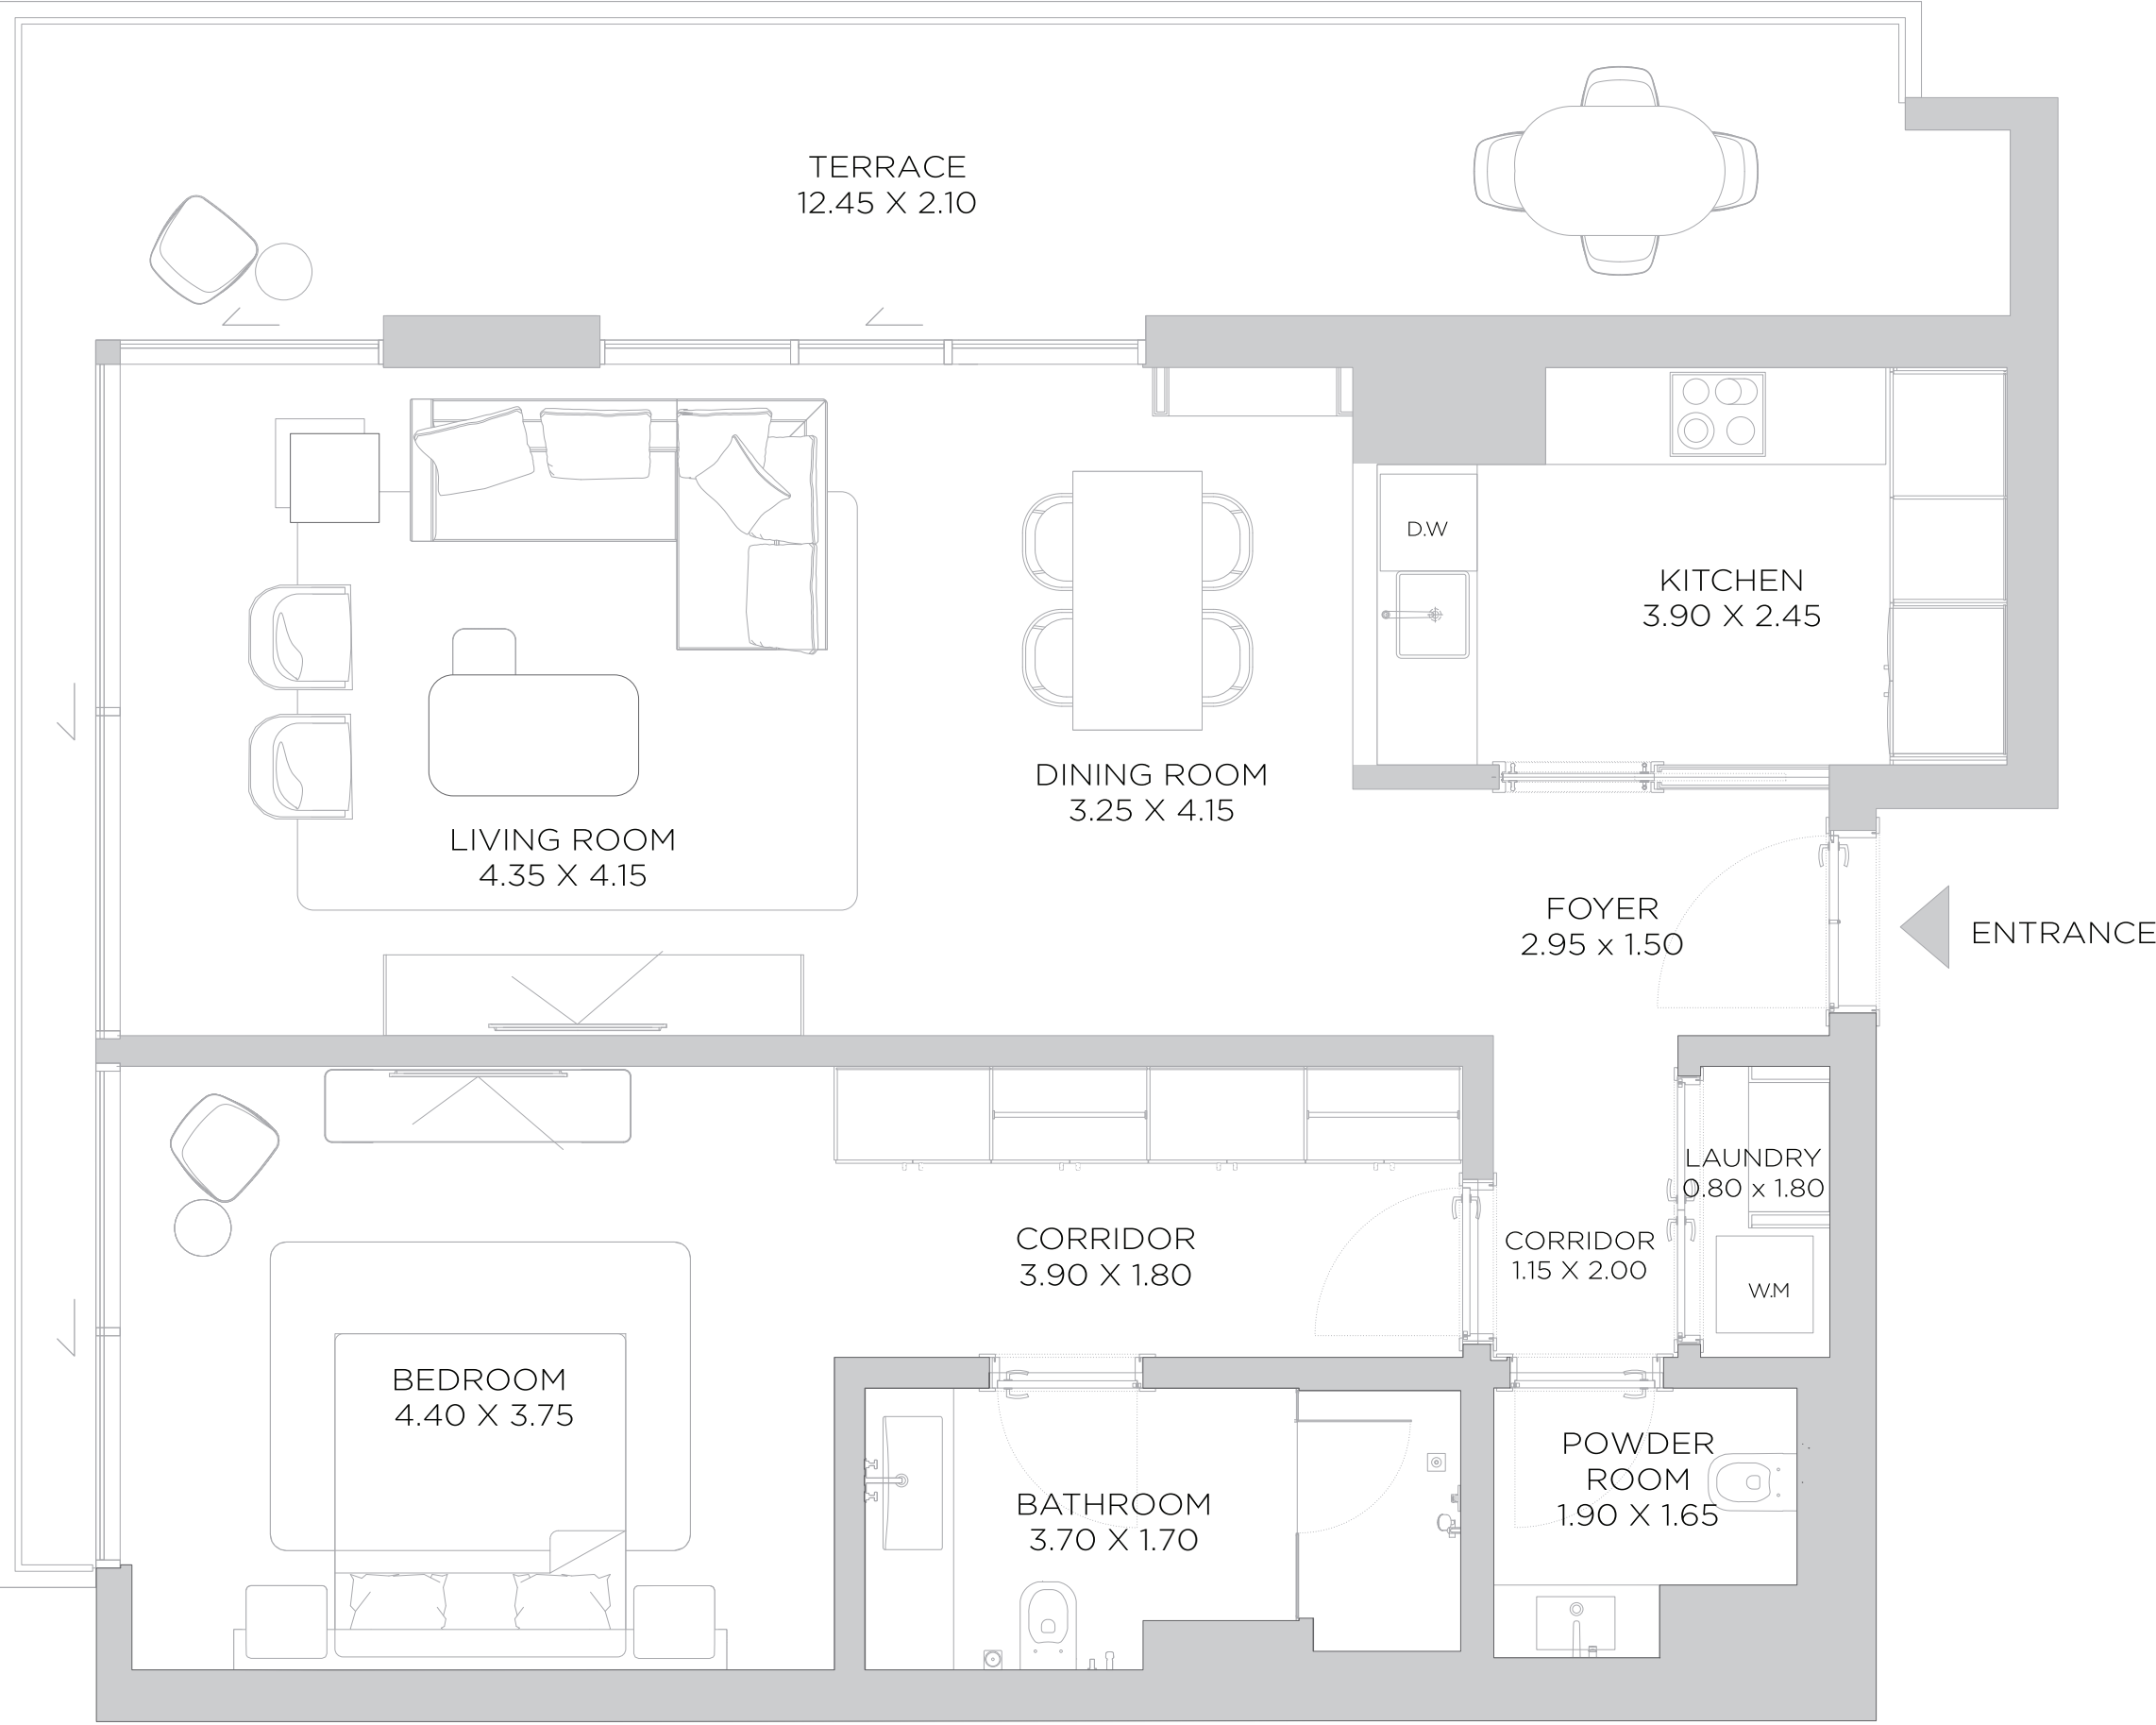 TERRACE
12.45 X 2.10
D.W
KITCHEN
3.90 X 2.45
DINING ROOM
3.25 X 4.15
LIVING ROOM
4.35 X 4.15
FOYER
2.95 x 1.50
ENTRANCE
LAUNDRY
0.80 x 1.80
CORRIDOR
3.90 X 1.80
CORRIDOR
1.15 X 2.00
W.M
BEDROOM
4.40 X 3.75
BATHROOM
3.70 X 1.70
POWDER
ROOM
1.90 X 1.65